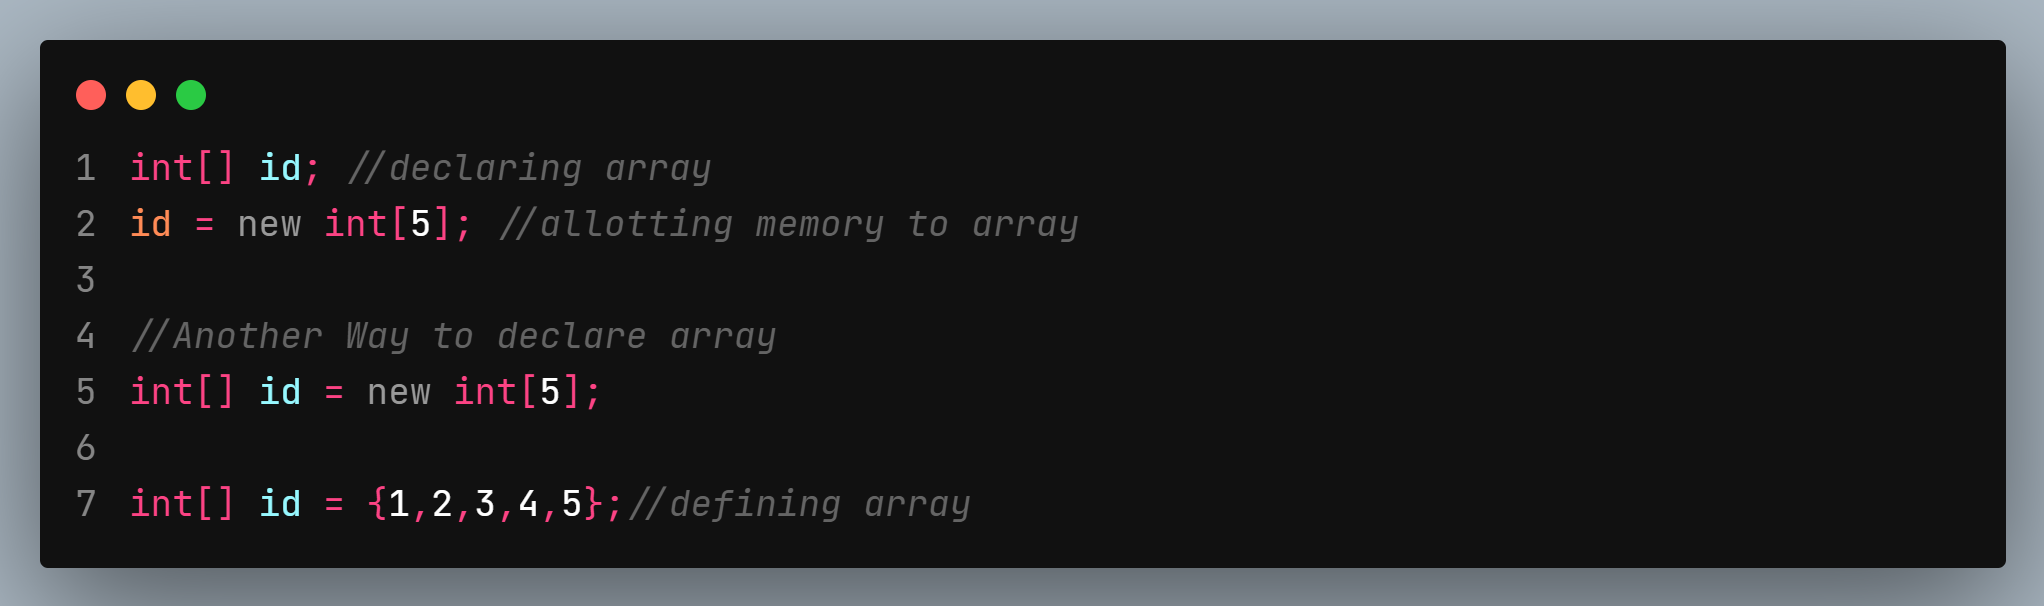 1 int[] id; //declaring array
2 id = new int[5]; //allotting memory to array
3
4 //Another Way to declare array
5 int[] id = new int[5];
6
7 int[] id = {1,2,3,4,5};//defining array